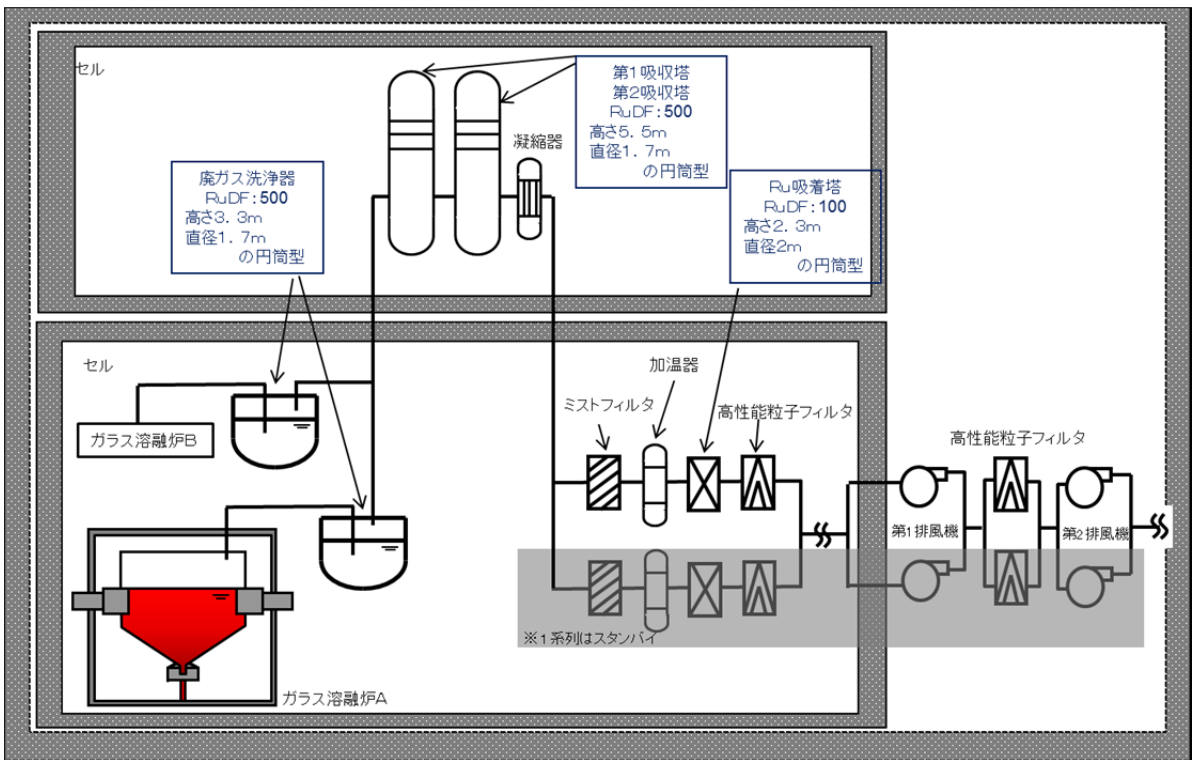 セル
第1吸収塔
第2吸収塔
RuDF:500
高さ5.5m
直径1.7m
の円筒型
凝縮器
廃ガス洗浄器
RuDF:500
高さ3.3m
直径1.7m
の円筒型
Ru吸着塔
RuDF:100
高さ2.3m
直径2m
の円筒型
セル
加温器
ミストフィルタ
高性能粒子フィルタ
ガラス溶融炉B
高性能粒子フィルタ
第1排風機
第2排風機
※1系列はスタンバイ
ガラス溶融炉A